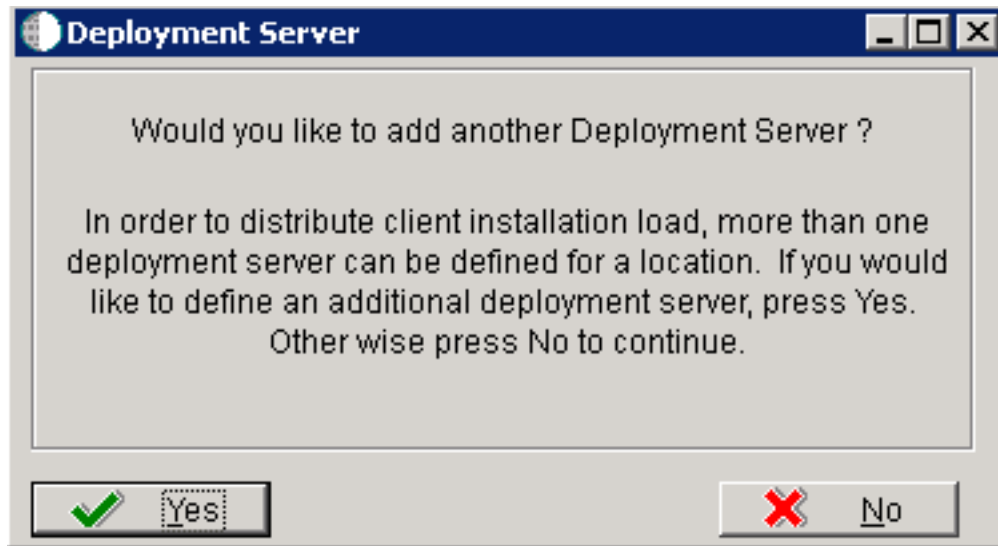 Deployment Server
Would you like to add another Deployment Server ?
In order to distribute client installation load, more than one
deployment server can be defined for a location. If you would
like to define an additional deployment server, press Yes.
Other wise press No to continue.
Yes
No